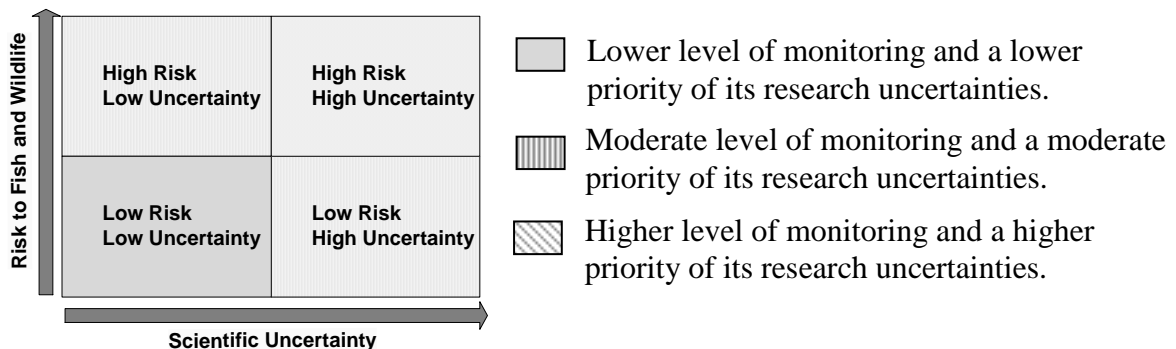 Risk to Fish and Wildlife
High Risk
Low Uncertainty
High Risk
High Uncertainty
Low Risk
Low Uncertainty
Low Risk
High Uncertainty
Scientific Uncertainty
Lower level of monitoring and a lower
priority of its research uncertainties.
Moderate level of monitoring and a moderate
priority of its research uncertainties.
Higher level of monitoring and a higher
priority of its research uncertainties.